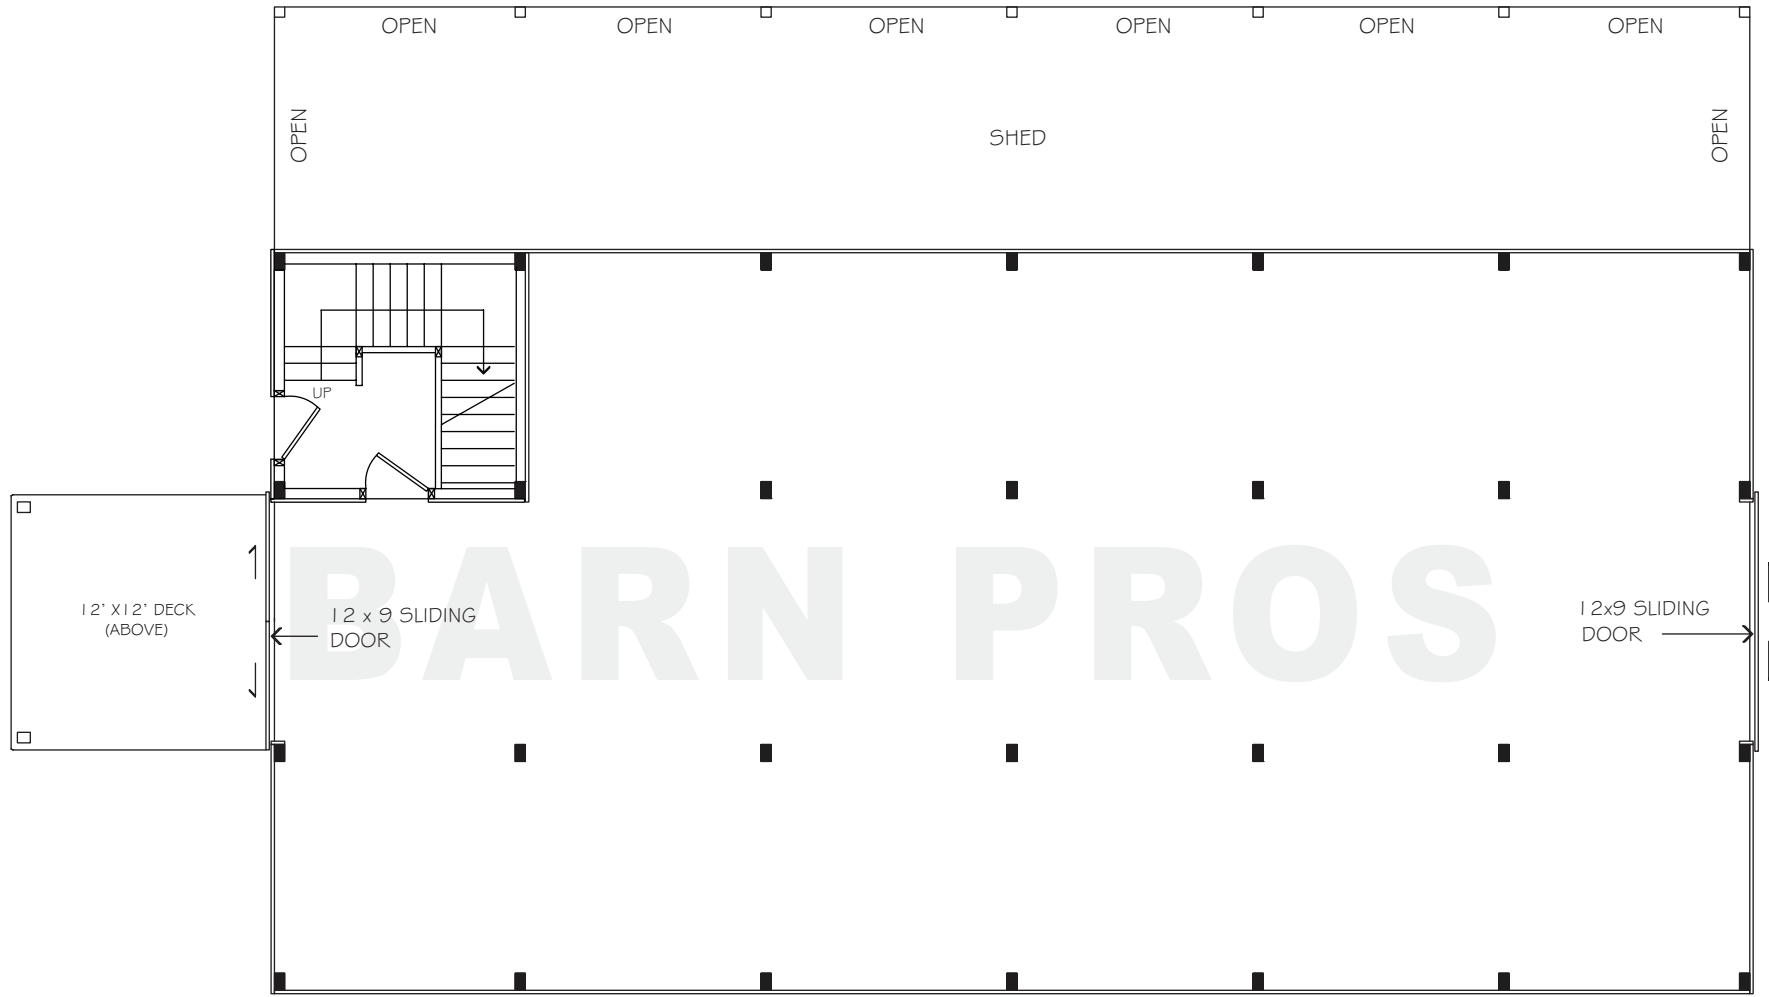 OPEN OPEN OPEN OPEN OPEN OPEN
OPEN
OPEN
SHED
UP
12' X12' DECK
(ABOVE)
12 x 9 SLIDING
DOOR
BARN PROS
12x9 SLIDING
DOOR